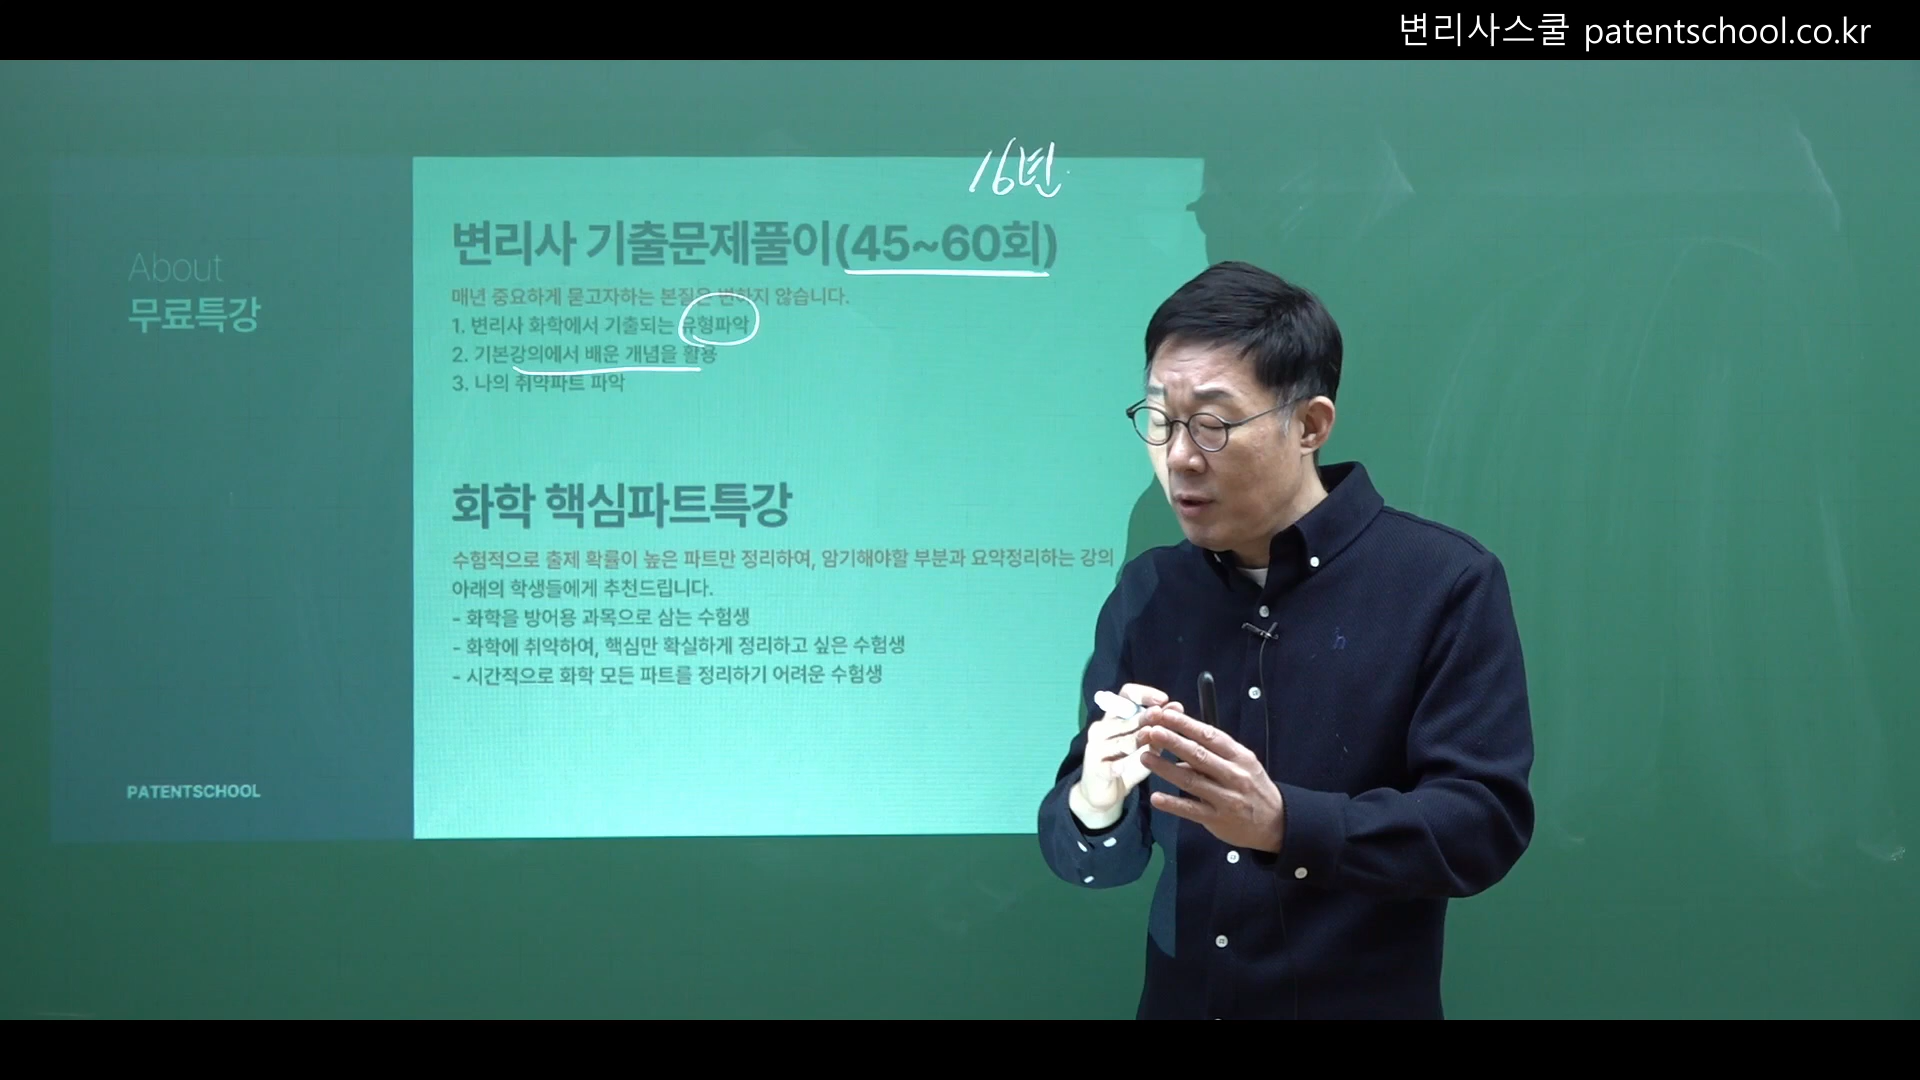 변리사스쿨 patentschool.co.kr
16년
About
무료특강
변리사 기출문제풀이(45~60회)
매년 중요하게 묻고자하는 본질은 변하지 않습니다.
1. 변리사 화학에서 기출되는 유형파악
2. 기본강의에서 배운 개념을 활용
3. 나의 취약파트 파악
화학 핵심파트특강
수험적으로 출제 확률이 높은 파트만 정리하여, 암기해야할 부분과 요약정리하는 강의
아래의 학생들에게 추천드립니다.
- 화학을 방어용 과목으로 삼는 수험생
- 화학에 취약하여, 핵심만 확실하게 정리하고 싶은 수험생
- 시간적으로 화학 모든 파트를 정리하기 어려운 수험생
PATENTSCHOOL